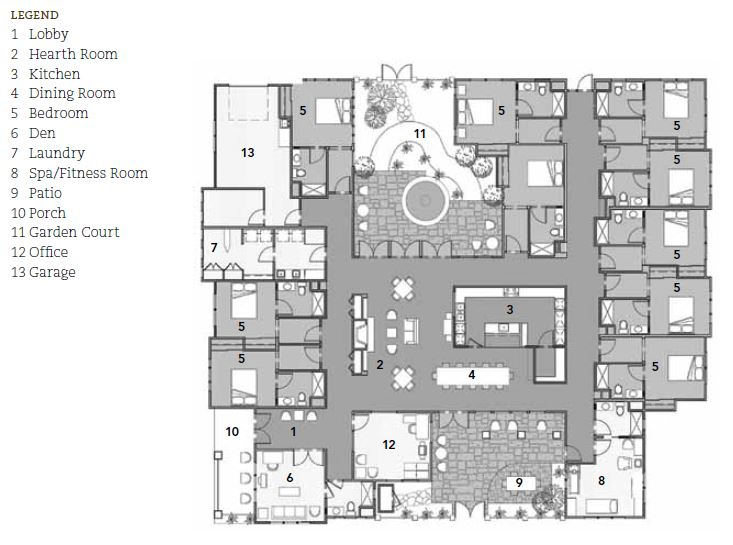 LEGEND
1 Lobby
2 Hearth Room
3 Kitchen
4 Dining Room
5 Bedroom
6 Den
7 Laundry
8 Spa/Fitness Room
9 Patio
10 Porch
11 Garden Court
12 Office
13 Garage
5
5
5
11
13
5
5
7
5
5
3
5
2
4
5
10
1
12
6
9
8